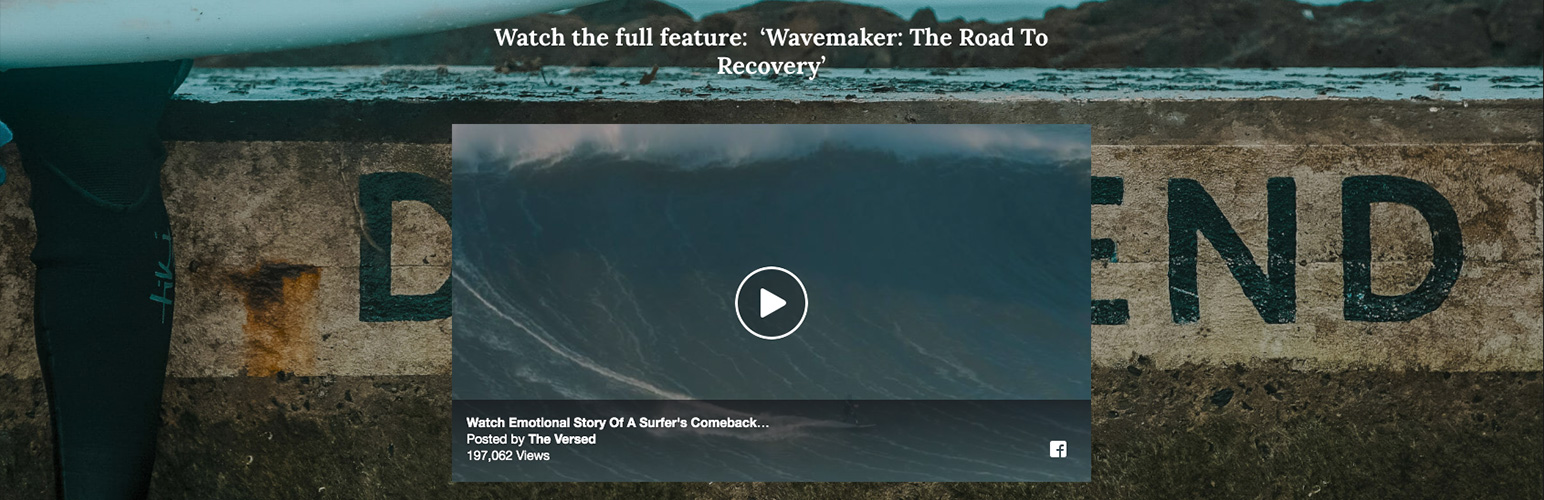 Watch the full feature:  ‘Wavemaker: The Road To
Recovery’
D
END
tiki
Watch Emotional Story Of A Surfer's Comeback...
Posted by The Versed
197,062 Views